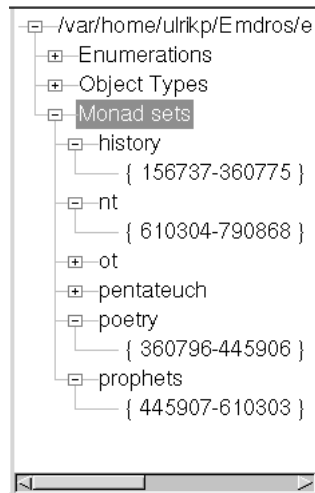 /var/home/ulrikp/Emdros/e
Enumerations
Object Types
Monad sets
history
{ 156737-360775 }
nt
{ 610304-790868 }
ot
pentateuch
poetry
{ 360796-445906 }
prophets
{ 445907-610303 }